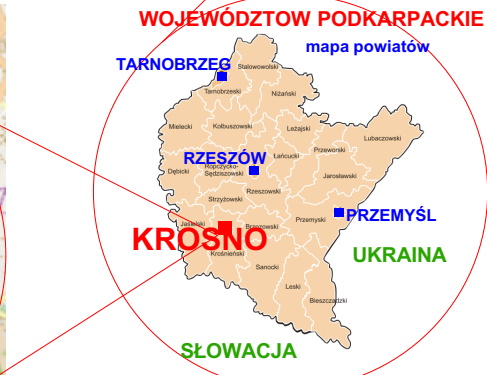 WOJEWÓDZTOW PODKARPACKIE
mapa powiatów
TARNOBRZEG
Stalowowolski
Tarnobrzeski
Niżański
Mielecki
Kolbuszowski
Leżajski
Lubaczowski
RZESZÓW
Łańcucki
Przeworski
Dębicki
Ropczycko-
Sędziszowski
Jarosławski
Rzeszowski
Strzyżowski
PRZEMYŚL
Jasielski
Przemyski
KROSNO
Brzozowski
UKRAINA
Krośnieński
Sanocki
Leski
Bieszczadzki
SŁOWACJA